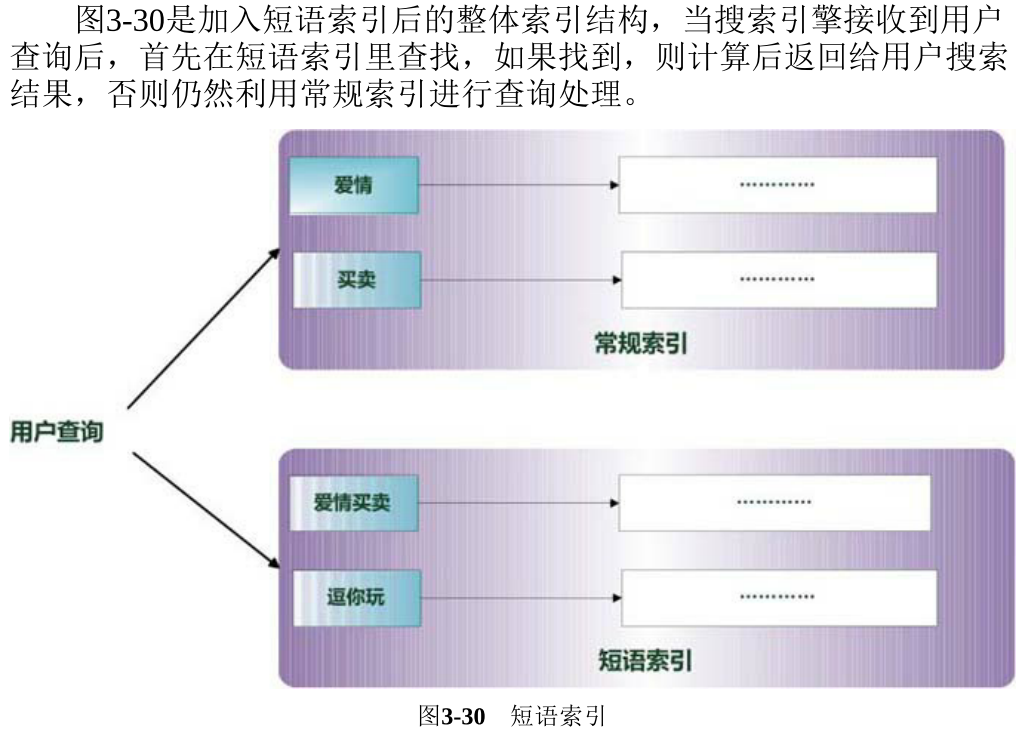 图3-30是加入短语索引后的整体索引结构，当搜索引擎接收到用户
查询后，首先在短语索引里查找，如果找到，则计算后返回给用户搜索
结果，否则仍然利用常规索引进行查询处理。
爱情
…………
买卖
…………
常规索引
用户查询
爱情买卖
…………
逗你玩
…………
短语索引
图3-30 短语索引